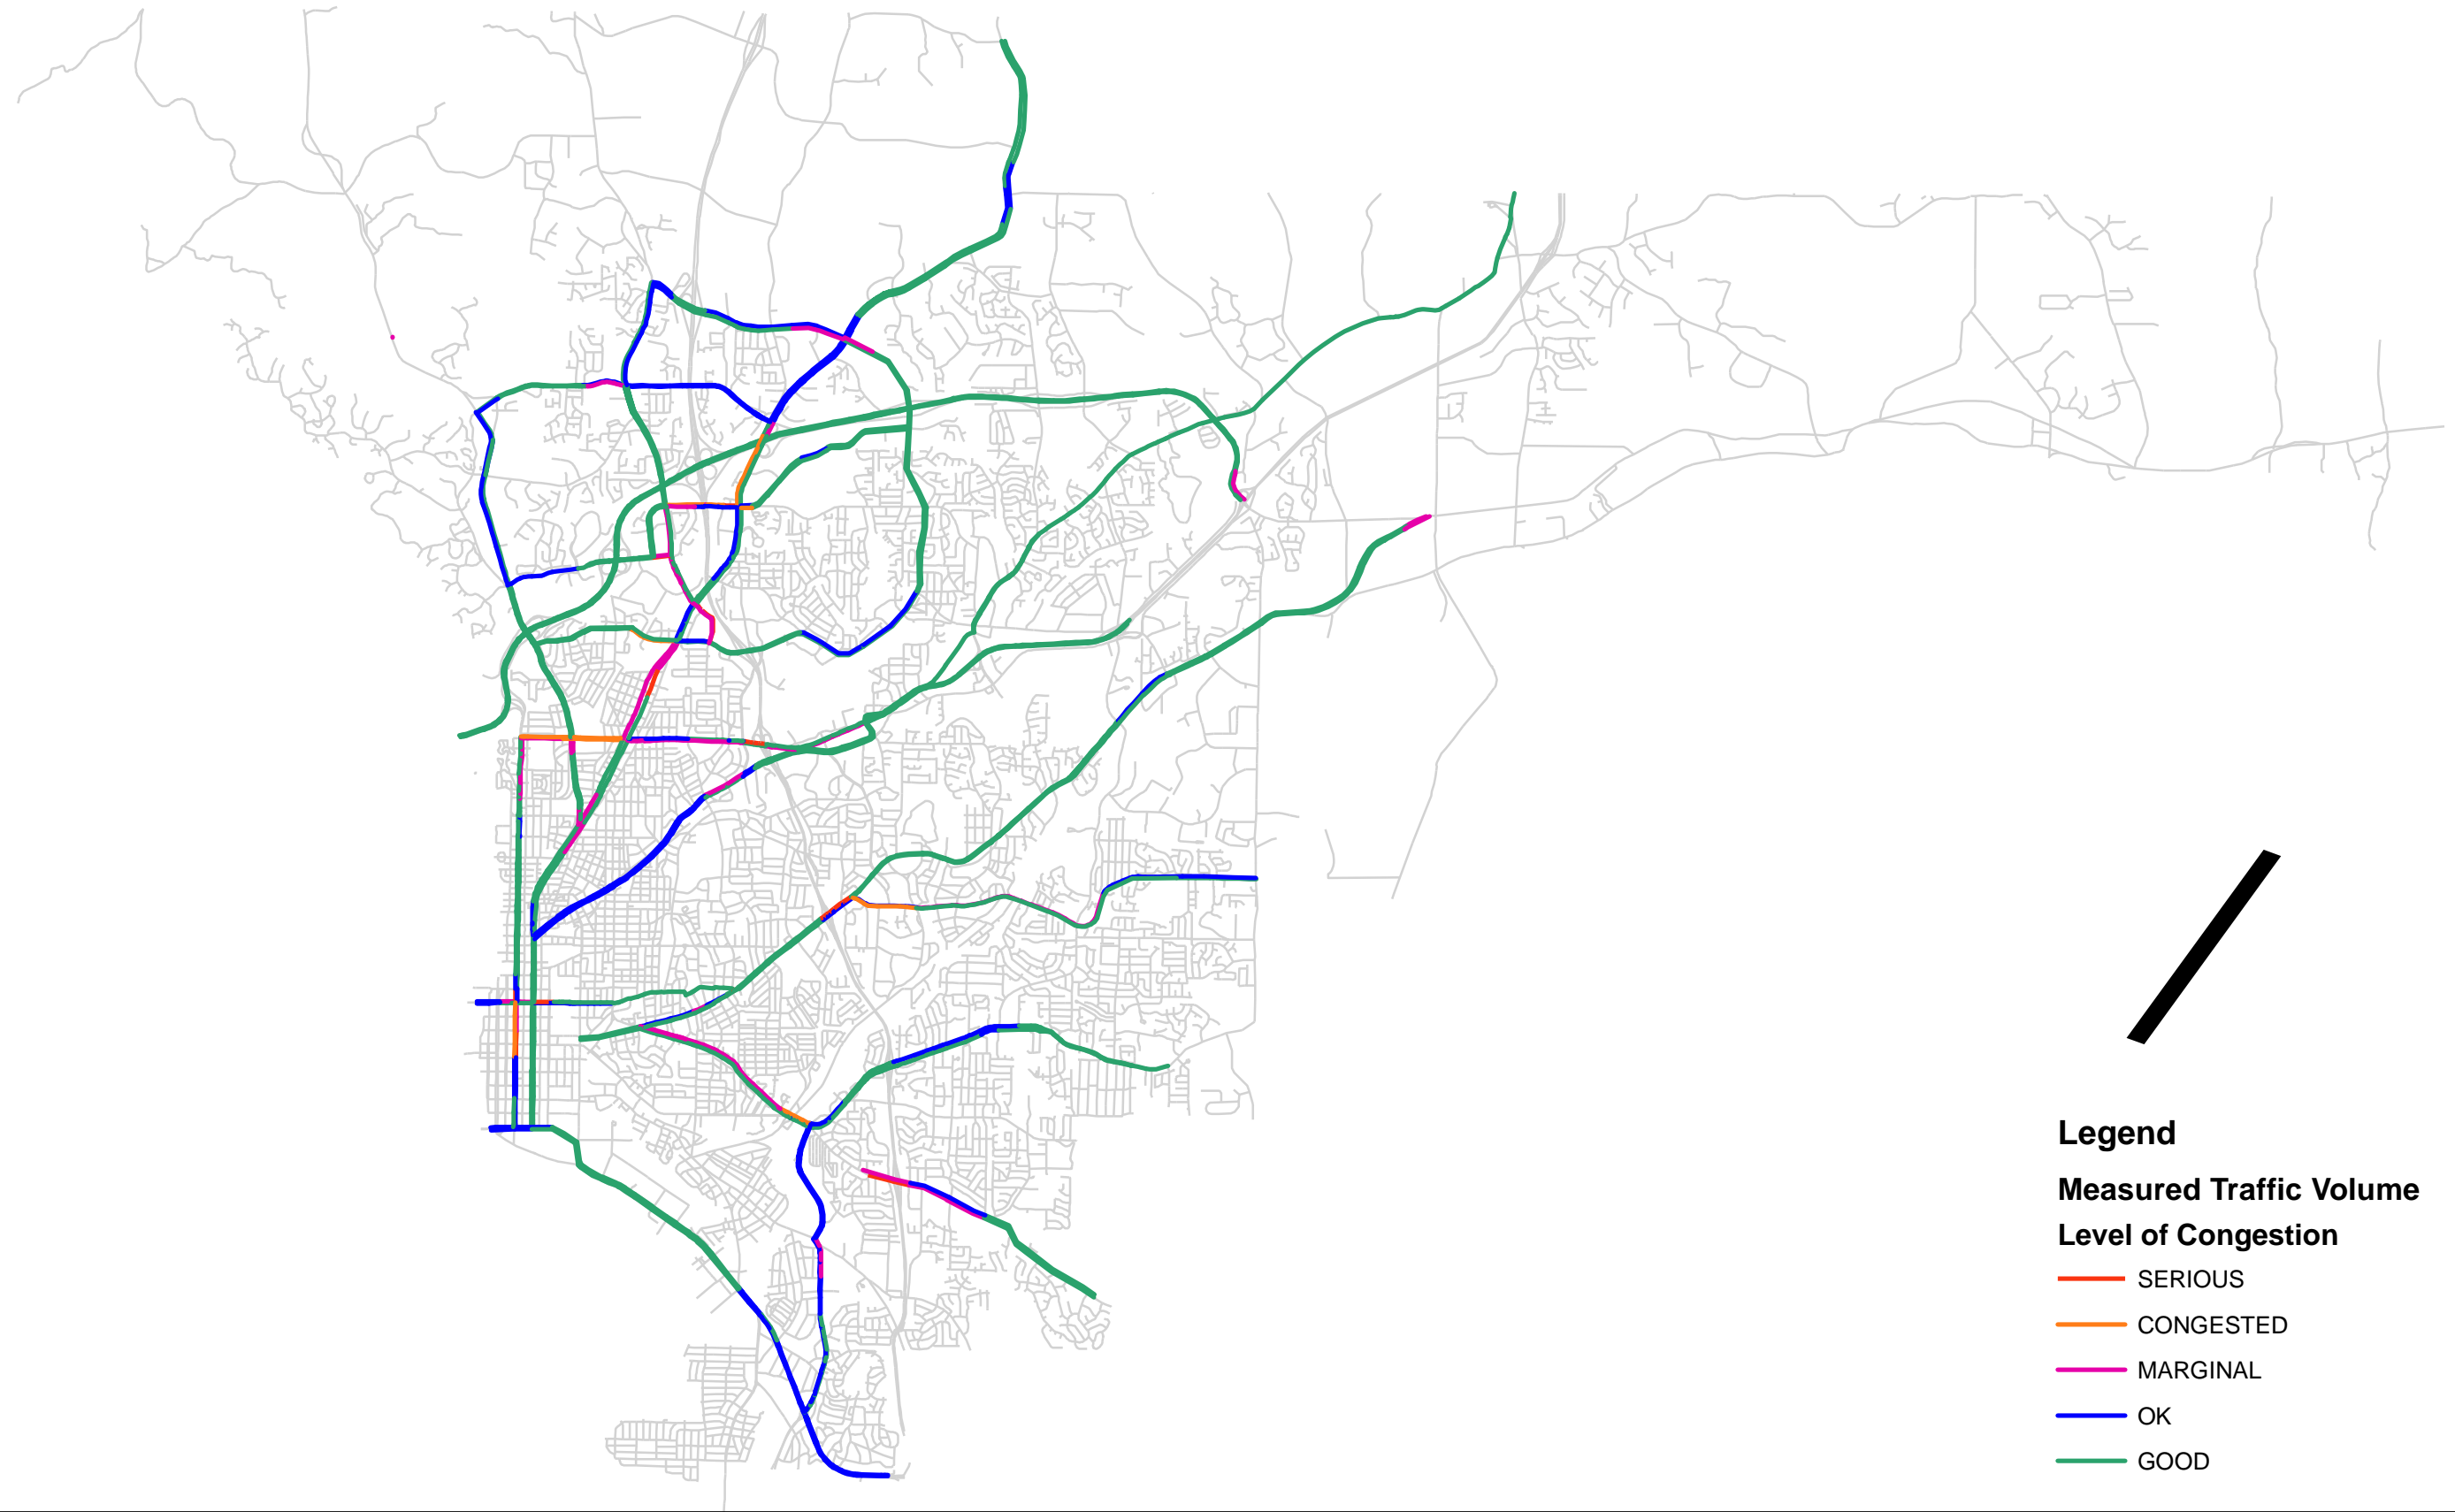 Legend
Measured Traffic Volume
Level of Congestion
SERIOUS
CONGESTED
MARGINAL
OK
GOOD